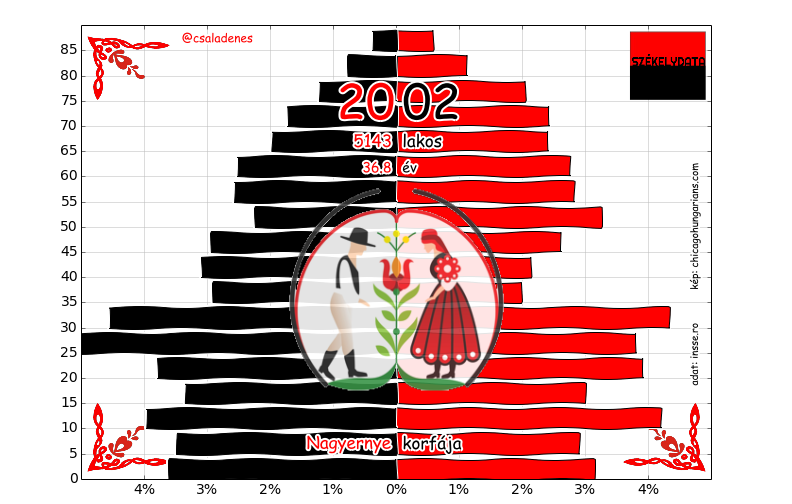 @csaladenes
SZÉKELYDATA
2002
5143 lakos
36.8 év
kép: chicagohungarians.com
adat: insse.ro
Nagyernye korfája
85
80
75
70
65
60
55
50
45
40
35
30
25
20
15
10
5
0
4% 3% 2% 1% 0% 1% 2% 3% 4%